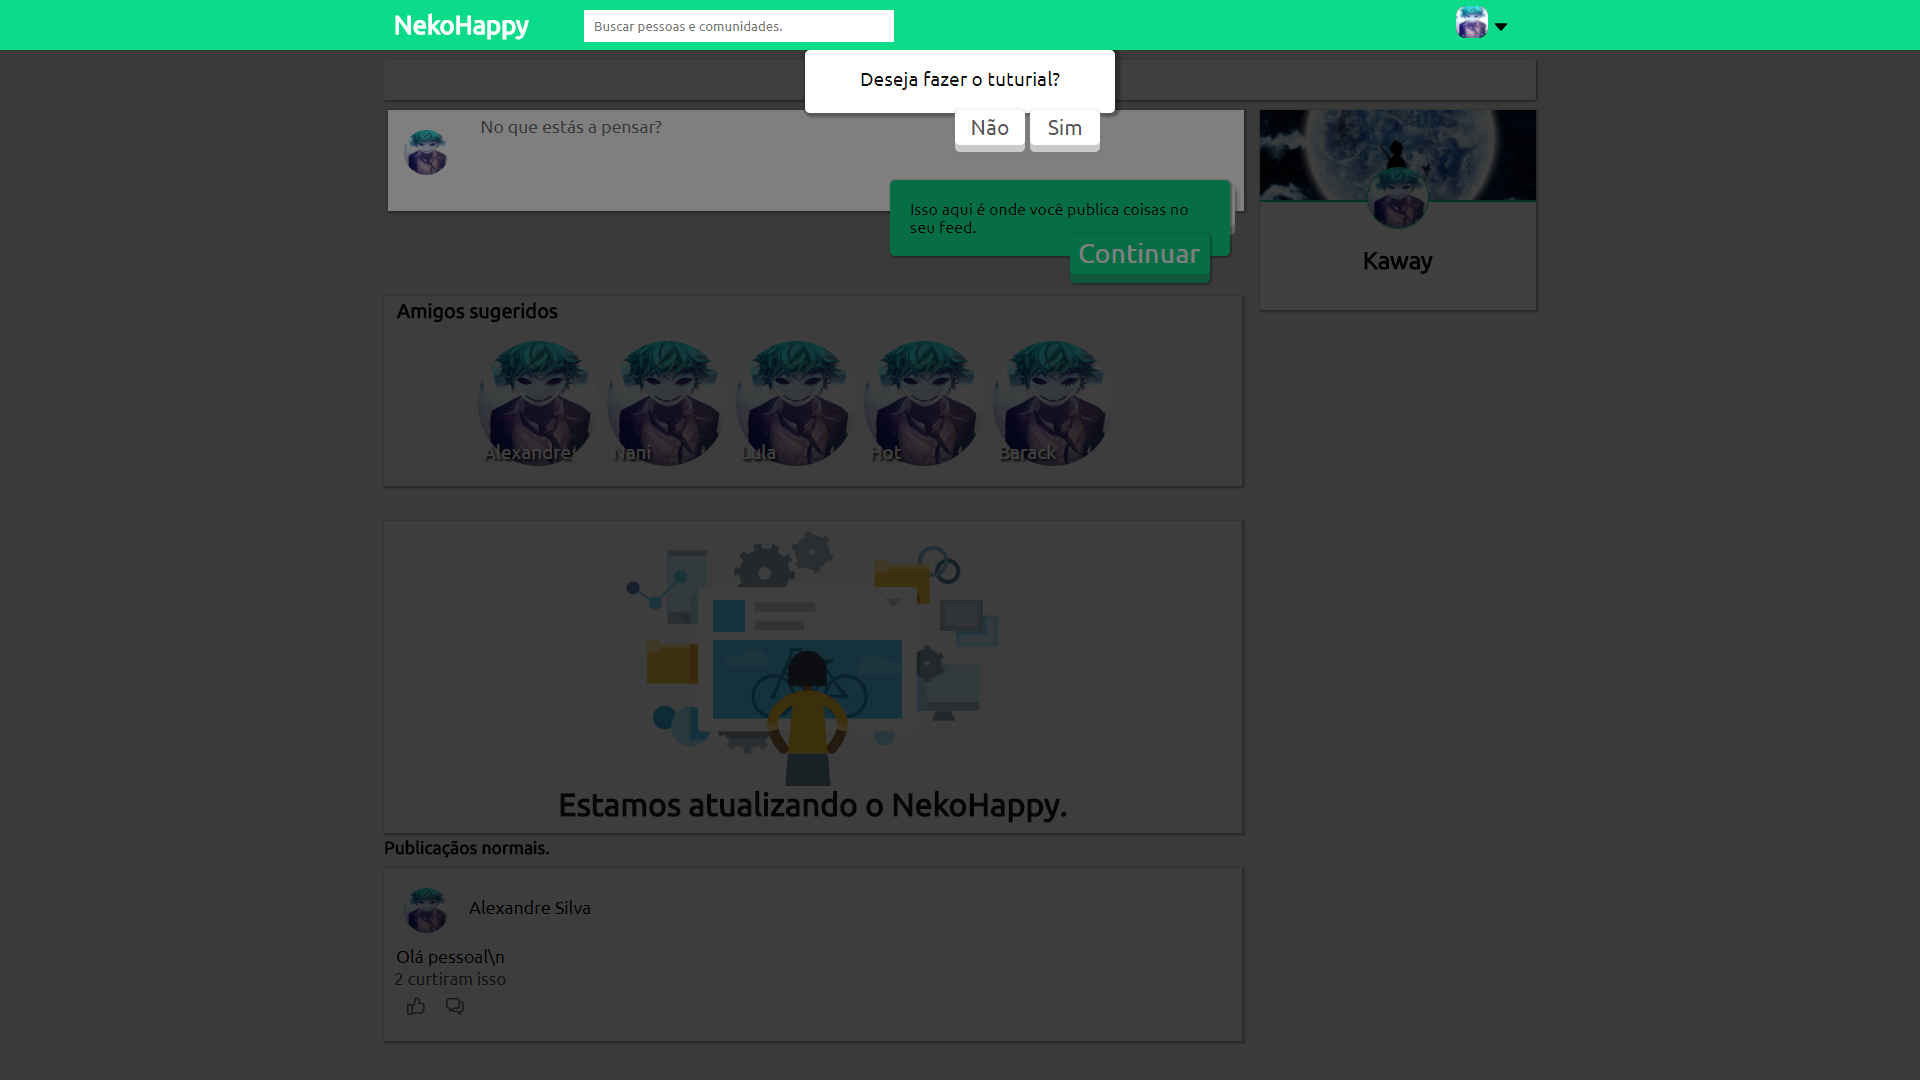 NekoHappy
Buscar pessoas e comunidades.
Deseja fazer o tuturial?
Não
Sim
No que estás a pensar?
Isso aqui é onde você publica coisas no
seu feed.
Continuar
Kaway
Amigos sugeridos
Alexandre
Nani
Lula
Hot
Barack
Estamos atualizando o NekoHappy.
Publicaçãos normais.
Alexandre Silva
Olá pessoal\n
2 curtiram isso